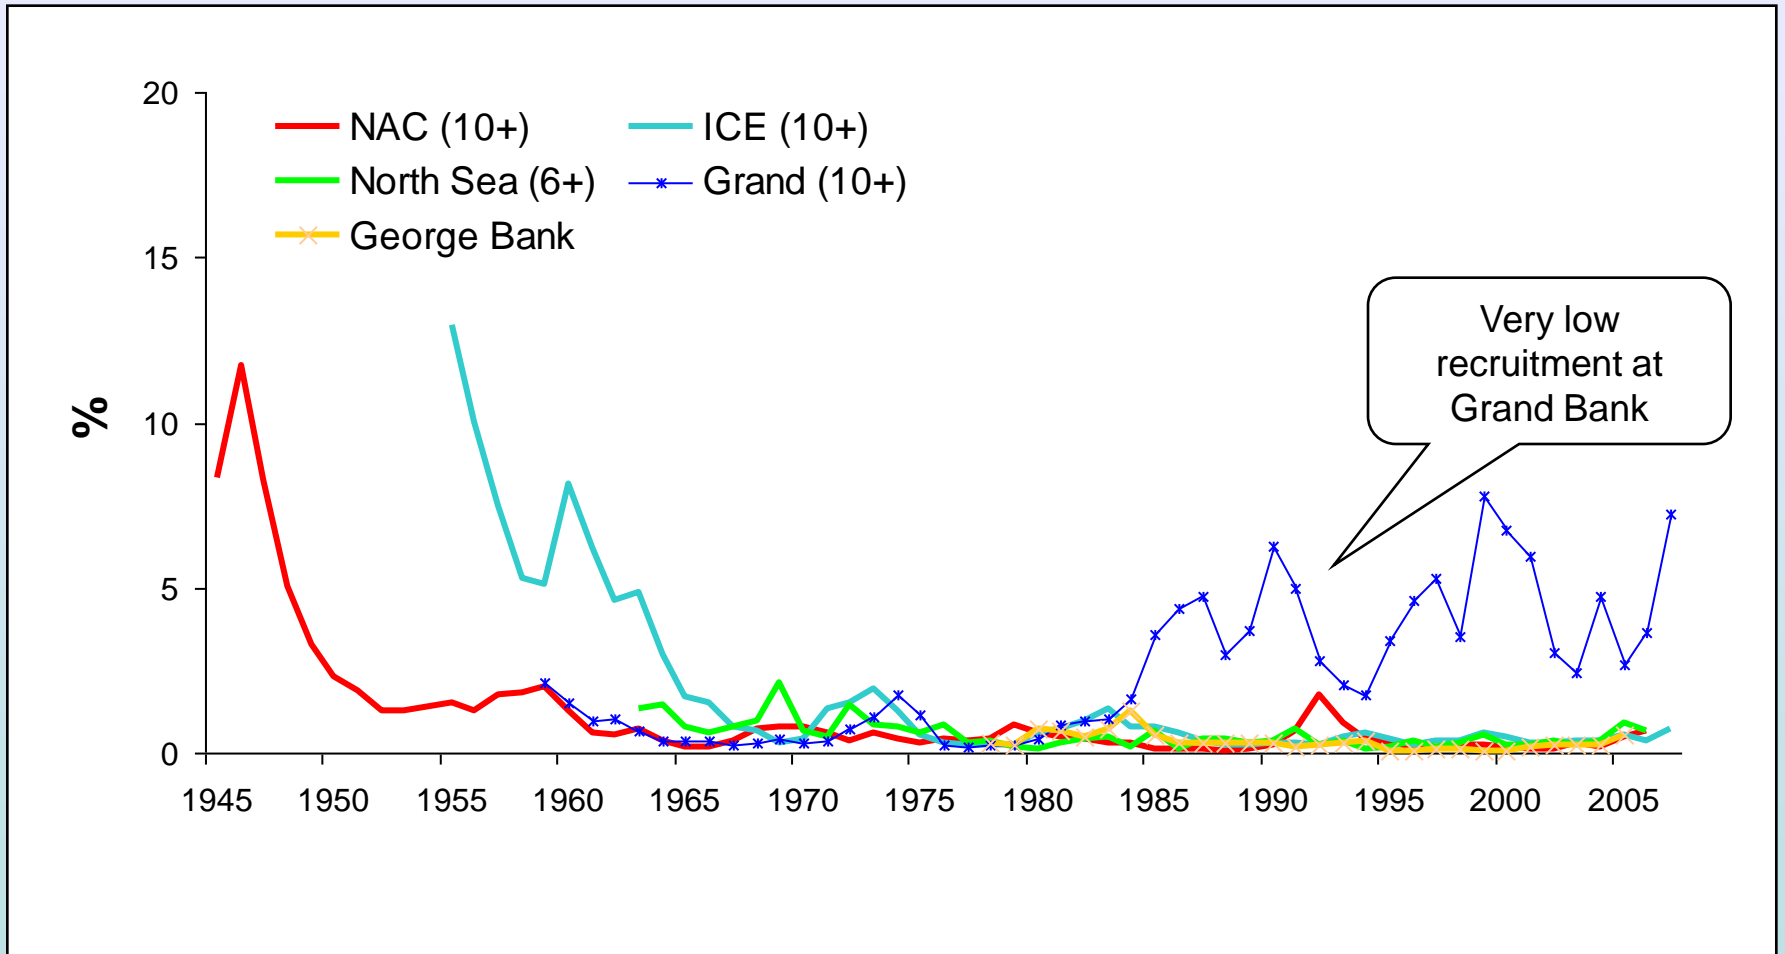 20
NAC (10+)
ICE (10+)
North Sea (6+)
Grand (10+)
George Bank
15
Very low
recruitment at
Grand Bank
%
10
5
0
1945 1950 1955 1960 1965 1970 1975 1980 1985 1990 1995 2000 2005